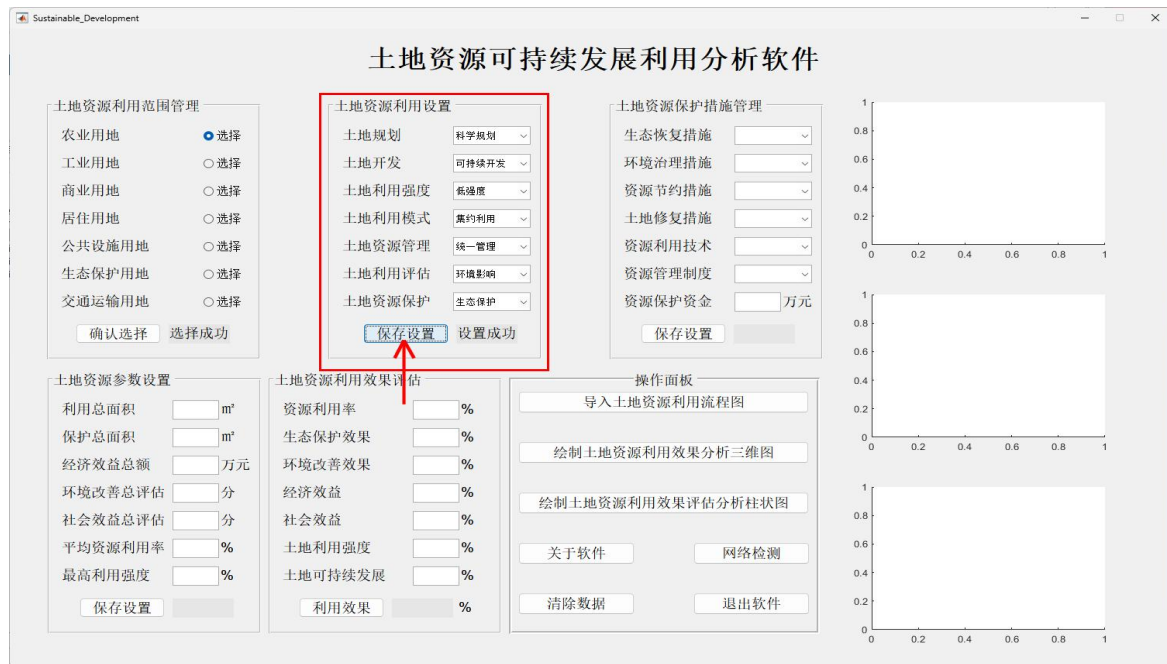 Sustainable_Development
土地资源可持续发展利用分析软件
土地资源利用范围管理
农业用地 选择
工业用地 选择
商业用地 选择
居住用地 选择
公共设施用地 选择
生态保护用地 选择
交通运输用地 选择
确认选择 选择成功
土地资源利用设置
土地规划 科学规划
土地开发 可持续开发
土地利用强度 低强度
土地利用模式 集约利用
土地资源管理 统一管理
土地利用评估 环境影响
土地资源保护 生态保护
保存设置 设置成功
土地资源保护措施管理
生态恢复措施
环境治理措施
资源节约措施
土地修复措施
资源利用技术
资源管理制度
资源保护资金 万元
保存设置
土地资源参数设置
利用总面积 m²
保护总面积 m²
经济效益总额 万元
环境改善总评估 分
社会效益总评估 分
平均资源利用率 %
最高利用强度 %
保存设置
土地资源利用效果评估
资源利用率 %
生态保护效果 %
环境改善效果 %
经济效益 %
社会效益 %
土地利用强度 %
土地可持续发展 %
利用效果 %
操作面板
导入土地资源利用流程图
绘制土地资源利用效果分析三维图
绘制土地资源利用效果评估分析柱状图
关于软件 网络检测
清除数据 退出软件
1
0.8
0.6
0.4
0.2
0
0 0.2 0.4 0.6 0.8 1
1
0.8
0.6
0.4
0.2
0
0 0.2 0.4 0.6 0.8 1
1
0.8
0.6
0.4
0.2
0
0 0.2 0.4 0.6 0.8 1